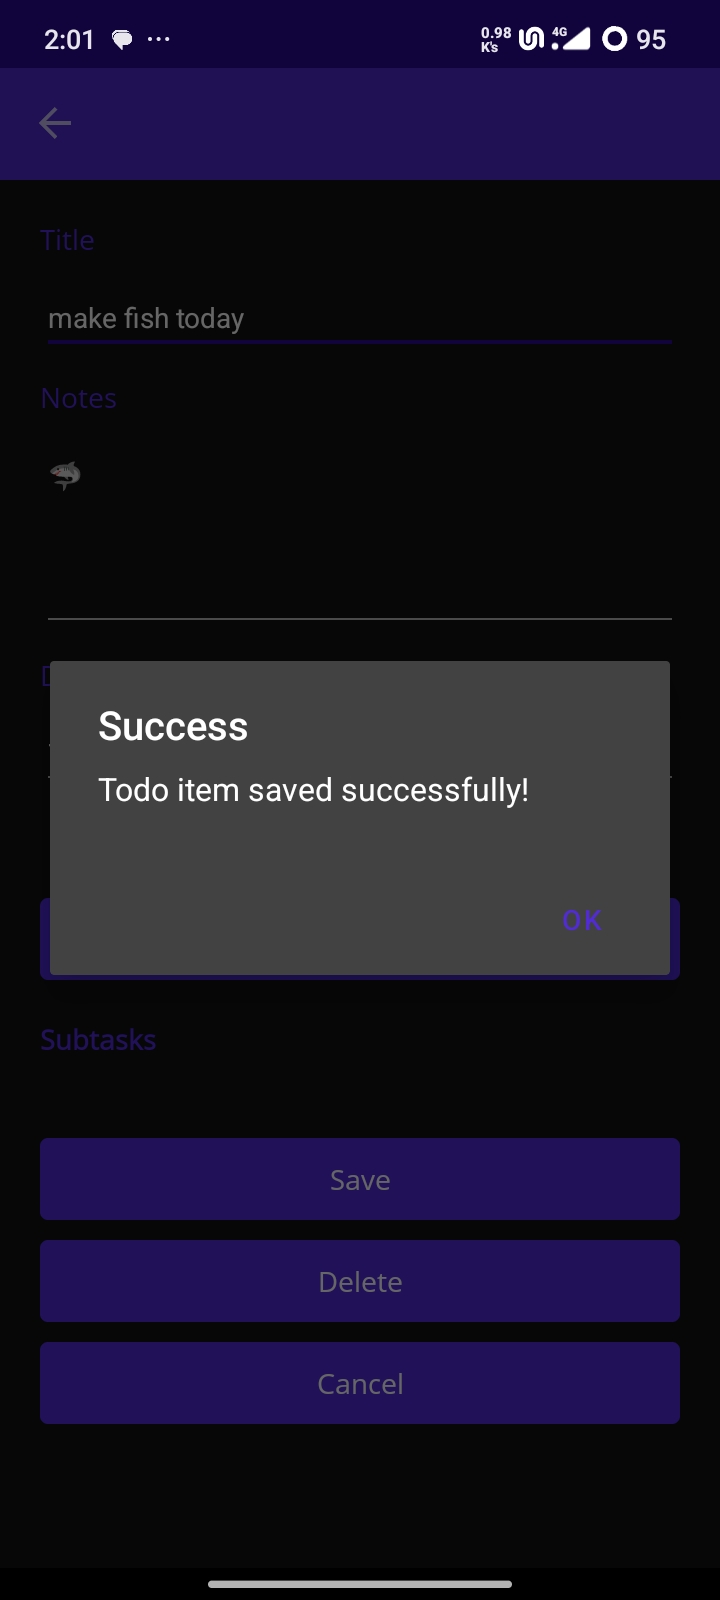 2:01
0.98
K's
4G
95
Title
make fish today
Notes
🦈
Success
Todo item saved successfully!
OK
Subtasks
Save
Delete
Cancel